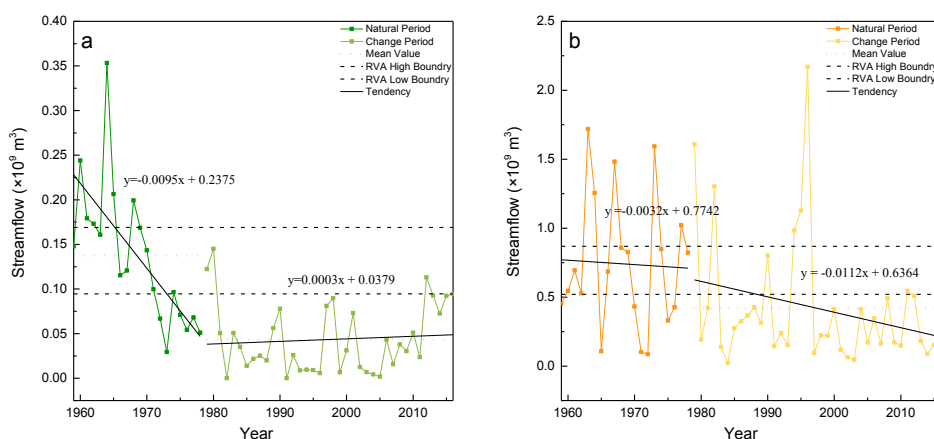 a
Natural Period
Change Period
Mean Value
RVA High Boundry
RVA Low Boundry
Tendency
y=-0.0095x + 0.2375
y=0.0003x + 0.0379
0.40
0.35
0.30
0.25
0.20
0.15
0.10
0.05
0.00
Streamflow (×10⁹ m³)
1960 1970 1980 1990 2000 2010
Year
b
Natural Period
Change Period
Mean Value
RVA High Boundry
RVA Low Boundry
Tendency
y =-0.0032x + 0.7742
y = -0.0112x + 0.6364
2.5
2.0
1.5
1.0
0.5
0.0
Streamflow (×10⁹ m³)
1960 1970 1980 1990 2000 2010
Year